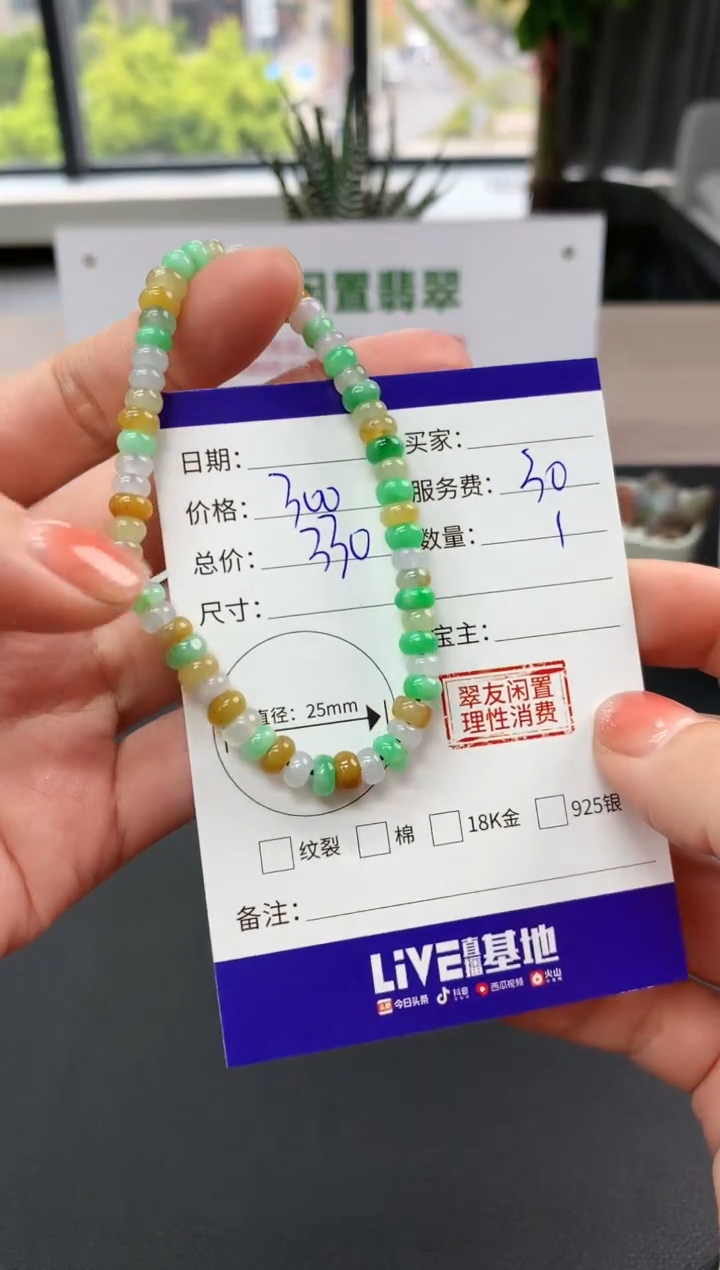 闲置翡翠
日期： 买家：
价格：300 服务费：30
总价：330 数量：1
尺寸：
宝主：
直径：25mm
翠友闲置
理性消费
纹裂 棉 18K金 925银
备注：
LiVE直播基地
今日头条 抖音 西瓜视频 火山